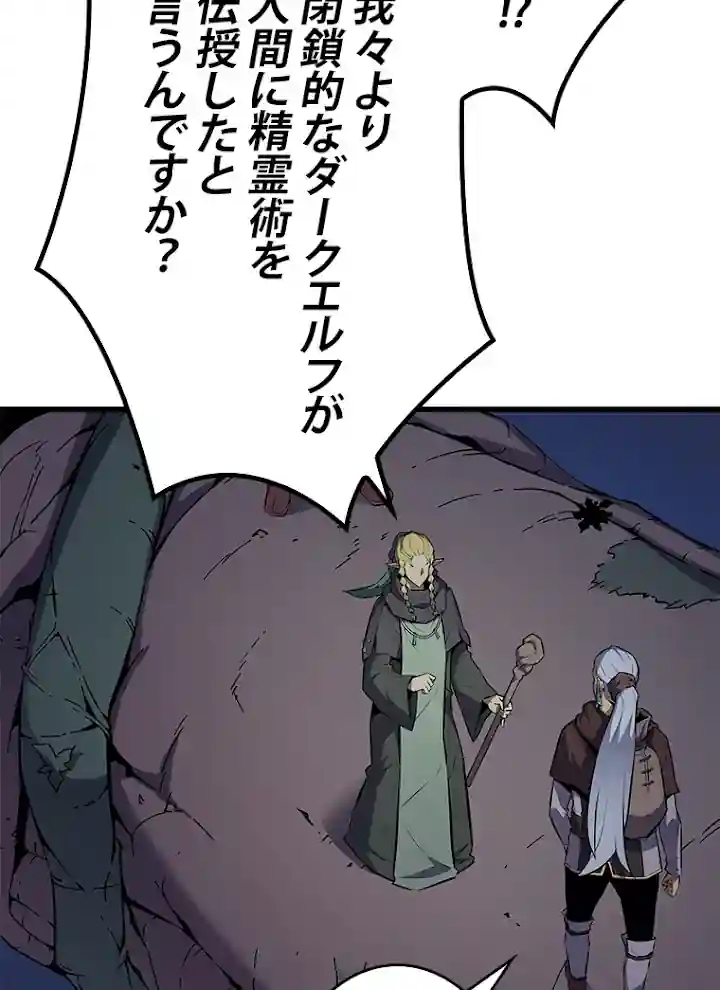 !?
我々より
閉鎖的なダークエルフが
人間に精霊術を
伝授したと
言うんですか?